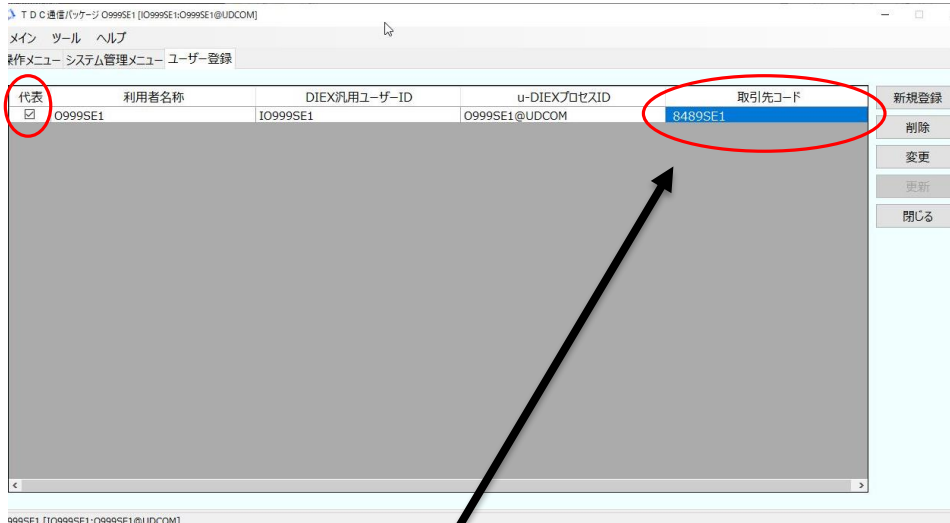 TDC通信パッケージ O999SE1 [IO999SE1:O999SE1@UDCOM]
メイン ツール ヘルプ
操作メニュー システム管理メニュー ユーザー登録
代表 利用者名称 DIEX汎用ユーザーID u-DIEXプロセスID 取引先コード
O999SE1 IO999SE1 O999SE1@UDCOM 8489SE1
新規登録
削除
変更
更新
閉じる
999SE1 [IO999SE1:O999SE1@UDCOM]